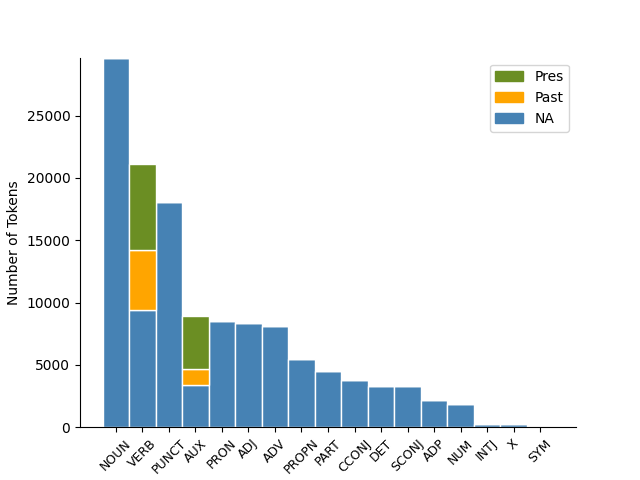 Pres
Past
NA
Number of Tokens
25000
20000
15000
10000
5000
0
NOUN
VERB
PUNCT
AUX
PRON
ADJ
ADV
PROPN
PART
CCONJ
DET
SCONJ
ADP
NUM
INTJ
X
SYM